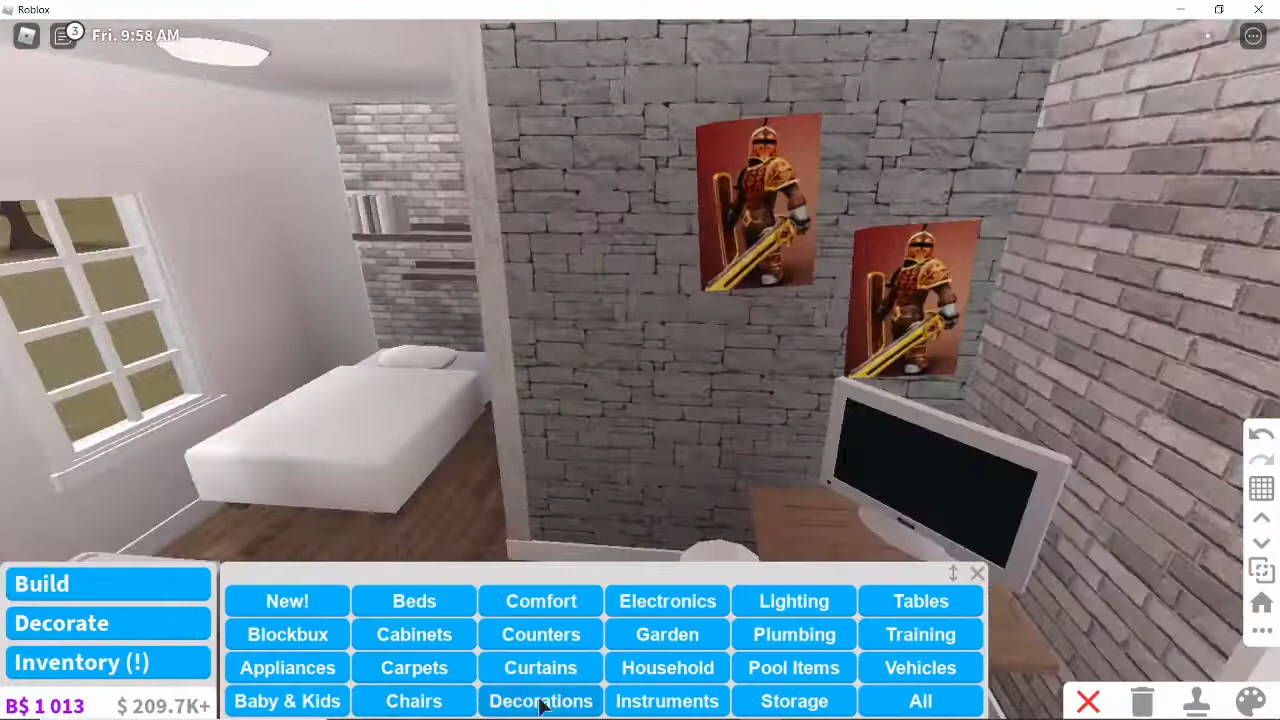 Roblox
3 Fri. 9:58 AM
Build
Decorate
Inventory (!)
B$ 1 013 $ 209.7K+
New! Beds Comfort Electronics Lighting Tables
Blockbux Cabinets Counters Garden Plumbing Training
Appliances Carpets Curtains Household Pool Items Vehicles
Baby & Kids Chairs Decorations Instruments Storage All